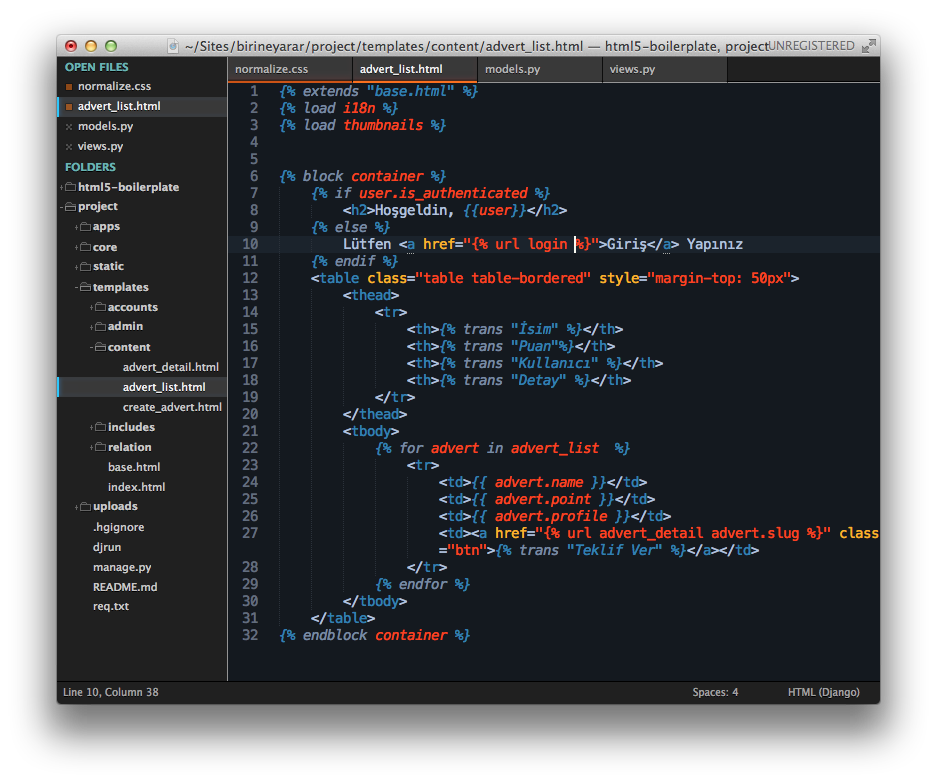 ~/Sites/birineyarar/project/templates/content/advert_list.html — html5-boilerplate, project UNREGISTERED
OPEN FILES
normalize.css
advert_list.html
models.py
views.py
FOLDERS
html5-boilerplate
project
apps
core
static
templates
accounts
admin
content
advert_detail.html
advert_list.html
create_advert.html
includes
relation
base.html
index.html
uploads
.hgignore
djrun
manage.py
README.md
req.txt
normalize.css advert_list.html models.py views.py
1 {% extends "base.html" %}
2 {% load i18n %}
3 {% load thumbnails %}
4
5
6 {% block container %}
7 {% if user.is_authenticated %}
8 <h2>Hoşgeldin, {{user}}</h2>
9 {% else %}
10 Lütfen <a href="{% url login %}">Giriş</a> Yapınız
11 {% endif %}
12 <table class="table table-bordered" style="margin-top: 50px">
13 <thead>
14 <tr>
15 <th>{% trans "İsim" %}</th>
16 <th>{% trans "Puan"%}</th>
17 <th>{% trans "Kullanıcı" %}</th>
18 <th>{% trans "Detay" %}</th>
19 </tr>
20 </thead>
21 <tbody>
22 {% for advert in advert_list  %}
23 <tr>
24 <td>{{ advert.name }}</td>
25 <td>{{ advert.point }}</td>
26 <td>{{ advert.profile }}</td>
27 <td><a href="{% url advert_detail advert.slug %}" class
="btn">{% trans "Teklif Ver" %}</a></td>
28 </tr>
29 {% endfor %}
30 </tbody>
31 </table>
32 {% endblock container %}
Line 10, Column 38 Spaces: 4 HTML (Django)